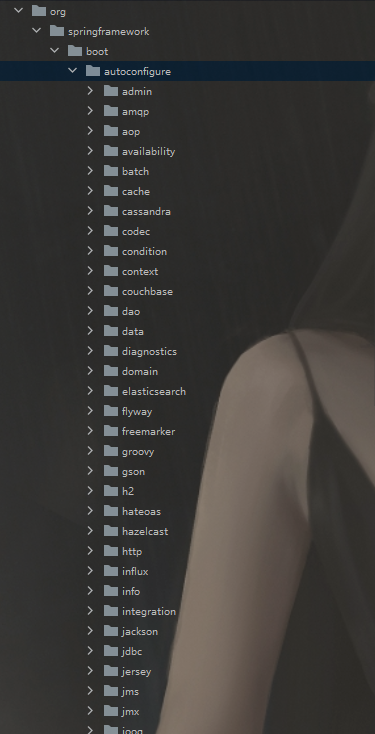 org
springframework
boot
autoconfigure
admin
amqp
aop
availability
batch
cache
cassandra
codec
condition
context
couchbase
dao
data
diagnostics
domain
elasticsearch
flyway
freemarker
groovy
gson
h2
hateoas
hazelcast
http
influx
info
integration
jackson
jdbc
jersey
jms
jmx
jooq